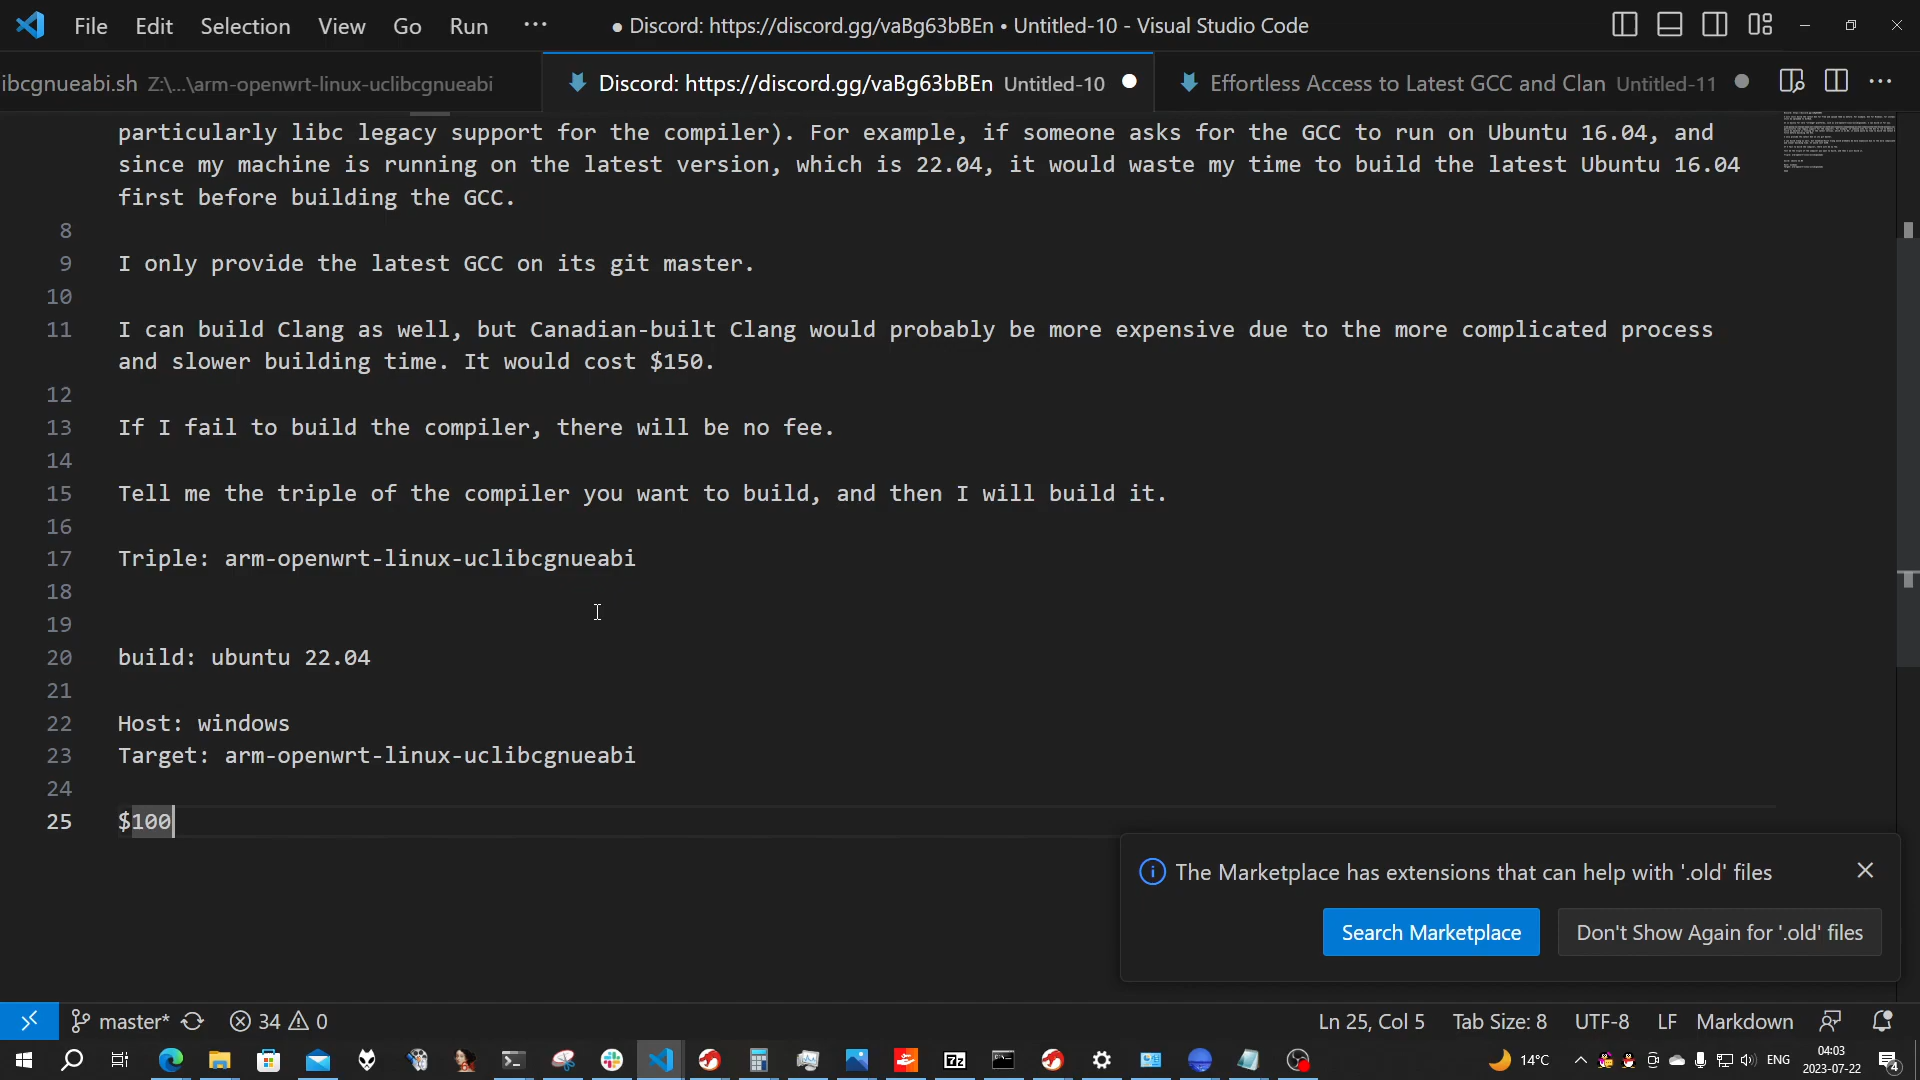 File Edit Selection View Go Run ··· ● Discord: https://discord.gg/vaBg63bBEn • Untitled-10 - Visual Studio Code
ibcgnueabi.sh Z:\...\arm-openwrt-linux-uclibcgnueabi Discord: https://discord.gg/vaBg63bBEn Untitled-10 Effortless Access to Latest GCC and Clan Untitled-11
particularly libc legacy support for the compiler). For example, if someone asks for the GCC to run on Ubuntu 16.04, and
since my machine is running on the latest version, which is 22.04, it would waste my time to build the latest Ubuntu 16.04
first before building the GCC.
8
9 I only provide the latest GCC on its git master.
10
11 I can build Clang as well, but Canadian-built Clang would probably be more expensive due to the more complicated process
and slower building time. It would cost $150.
12
13 If I fail to build the compiler, there will be no fee.
14
15 Tell me the triple of the compiler you want to build, and then I will build it.
16
17 Triple: arm-openwrt-linux-uclibcgnueabi
18
19
20 build: ubuntu 22.04
21
22 Host: windows
23 Target: arm-openwrt-linux-uclibcgnueabi
24
25 $100
The Marketplace has extensions that can help with '.old' files
Search Marketplace Don't Show Again for '.old' files
master* 34 0 Ln 25, Col 5 Tab Size: 8 UTF-8 LF Markdown
7z 14°C ENG 04:03
2023-07-22 4